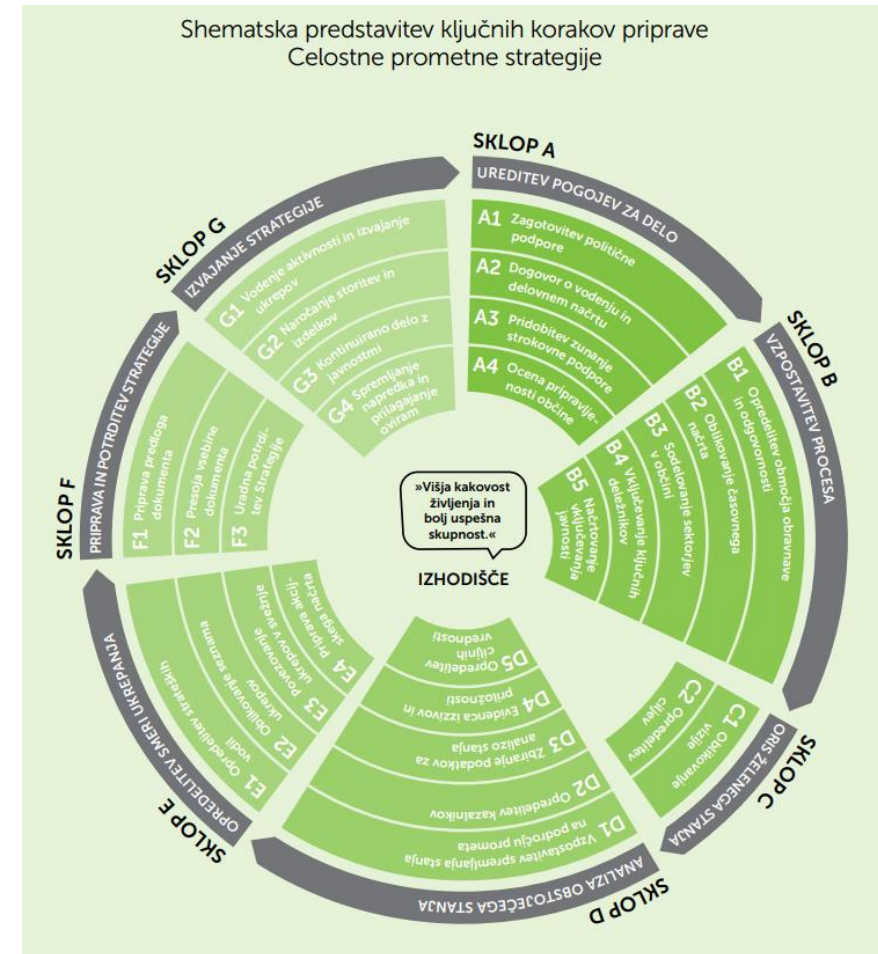 Shematska predstavitev ključnih korakov priprave
Celostne prometne strategije
SKLOP A
UREDITEV POGOJEV ZA DELO
A1 Zagotovitev politične
podpore
A2 Dogovor o vodenju in
delovnem načrtu
A3 Pridobitev zunanje
strokovne podpore
A4 Ocena pripravlje-
nosti občine
SKLOP B
VZPOSTAVITEV PROCESA
B1 Opredelitev območja obravnave
in odgovornosti
B2 Oblikovanje časovnega
načrta
B3 Sodelovanje sektorjev
v občini
B4 Vključevanje ključnih
deležnikov
B5 Načrtovanje
vključevanja
javnosti
SKLOP C
ORIS ŽELENEGA STANJA
C1 Oblikovanje
vizije
C2 Opredelitev
ciljev
SKLOP D
ANALIZA OBSTOJEČEGA STANJA
D1 Vzpostavitev spremljanja stanja
na področju prometa
D2 Opredelitev kazalnikov
D3 Zbiranje podatkov za
analizo stanja
D4 Evidenca izzivov in
priložnosti
D5 Opredelitev
ciljnih
vrednosti
SKLOP E
OPREDELITEV SMERI UKREPANJA
E1 Opredelitev strateških
vodil
E2 Oblikovanje seznama
ukrepov
E3 Povezovanje
ukrepov v svežnje
E4 Priprava akcij-
skega načrta
SKLOP F
PRIPRAVA IN POTRDITEV STRATEGIJE
F1 Priprava predloga
dokumenta
F2 Presoja vsebine
dokumenta
F3 Uradna potrdi-
tev Strategije
SKLOP G
IZVAJANJE STRATEGIJE
G1 Vodenje aktivnosti in izvajanje
ukrepov
G2 Naročanje storitev in
izdelkov
G3 Kontinuirano delo z
javnostmi
G4 Spremljanje
napredka in
prilagajanje
oviram
»Višja kakovost
življenja in
bolj uspešna
skupnost.«
IZHODIŠČE